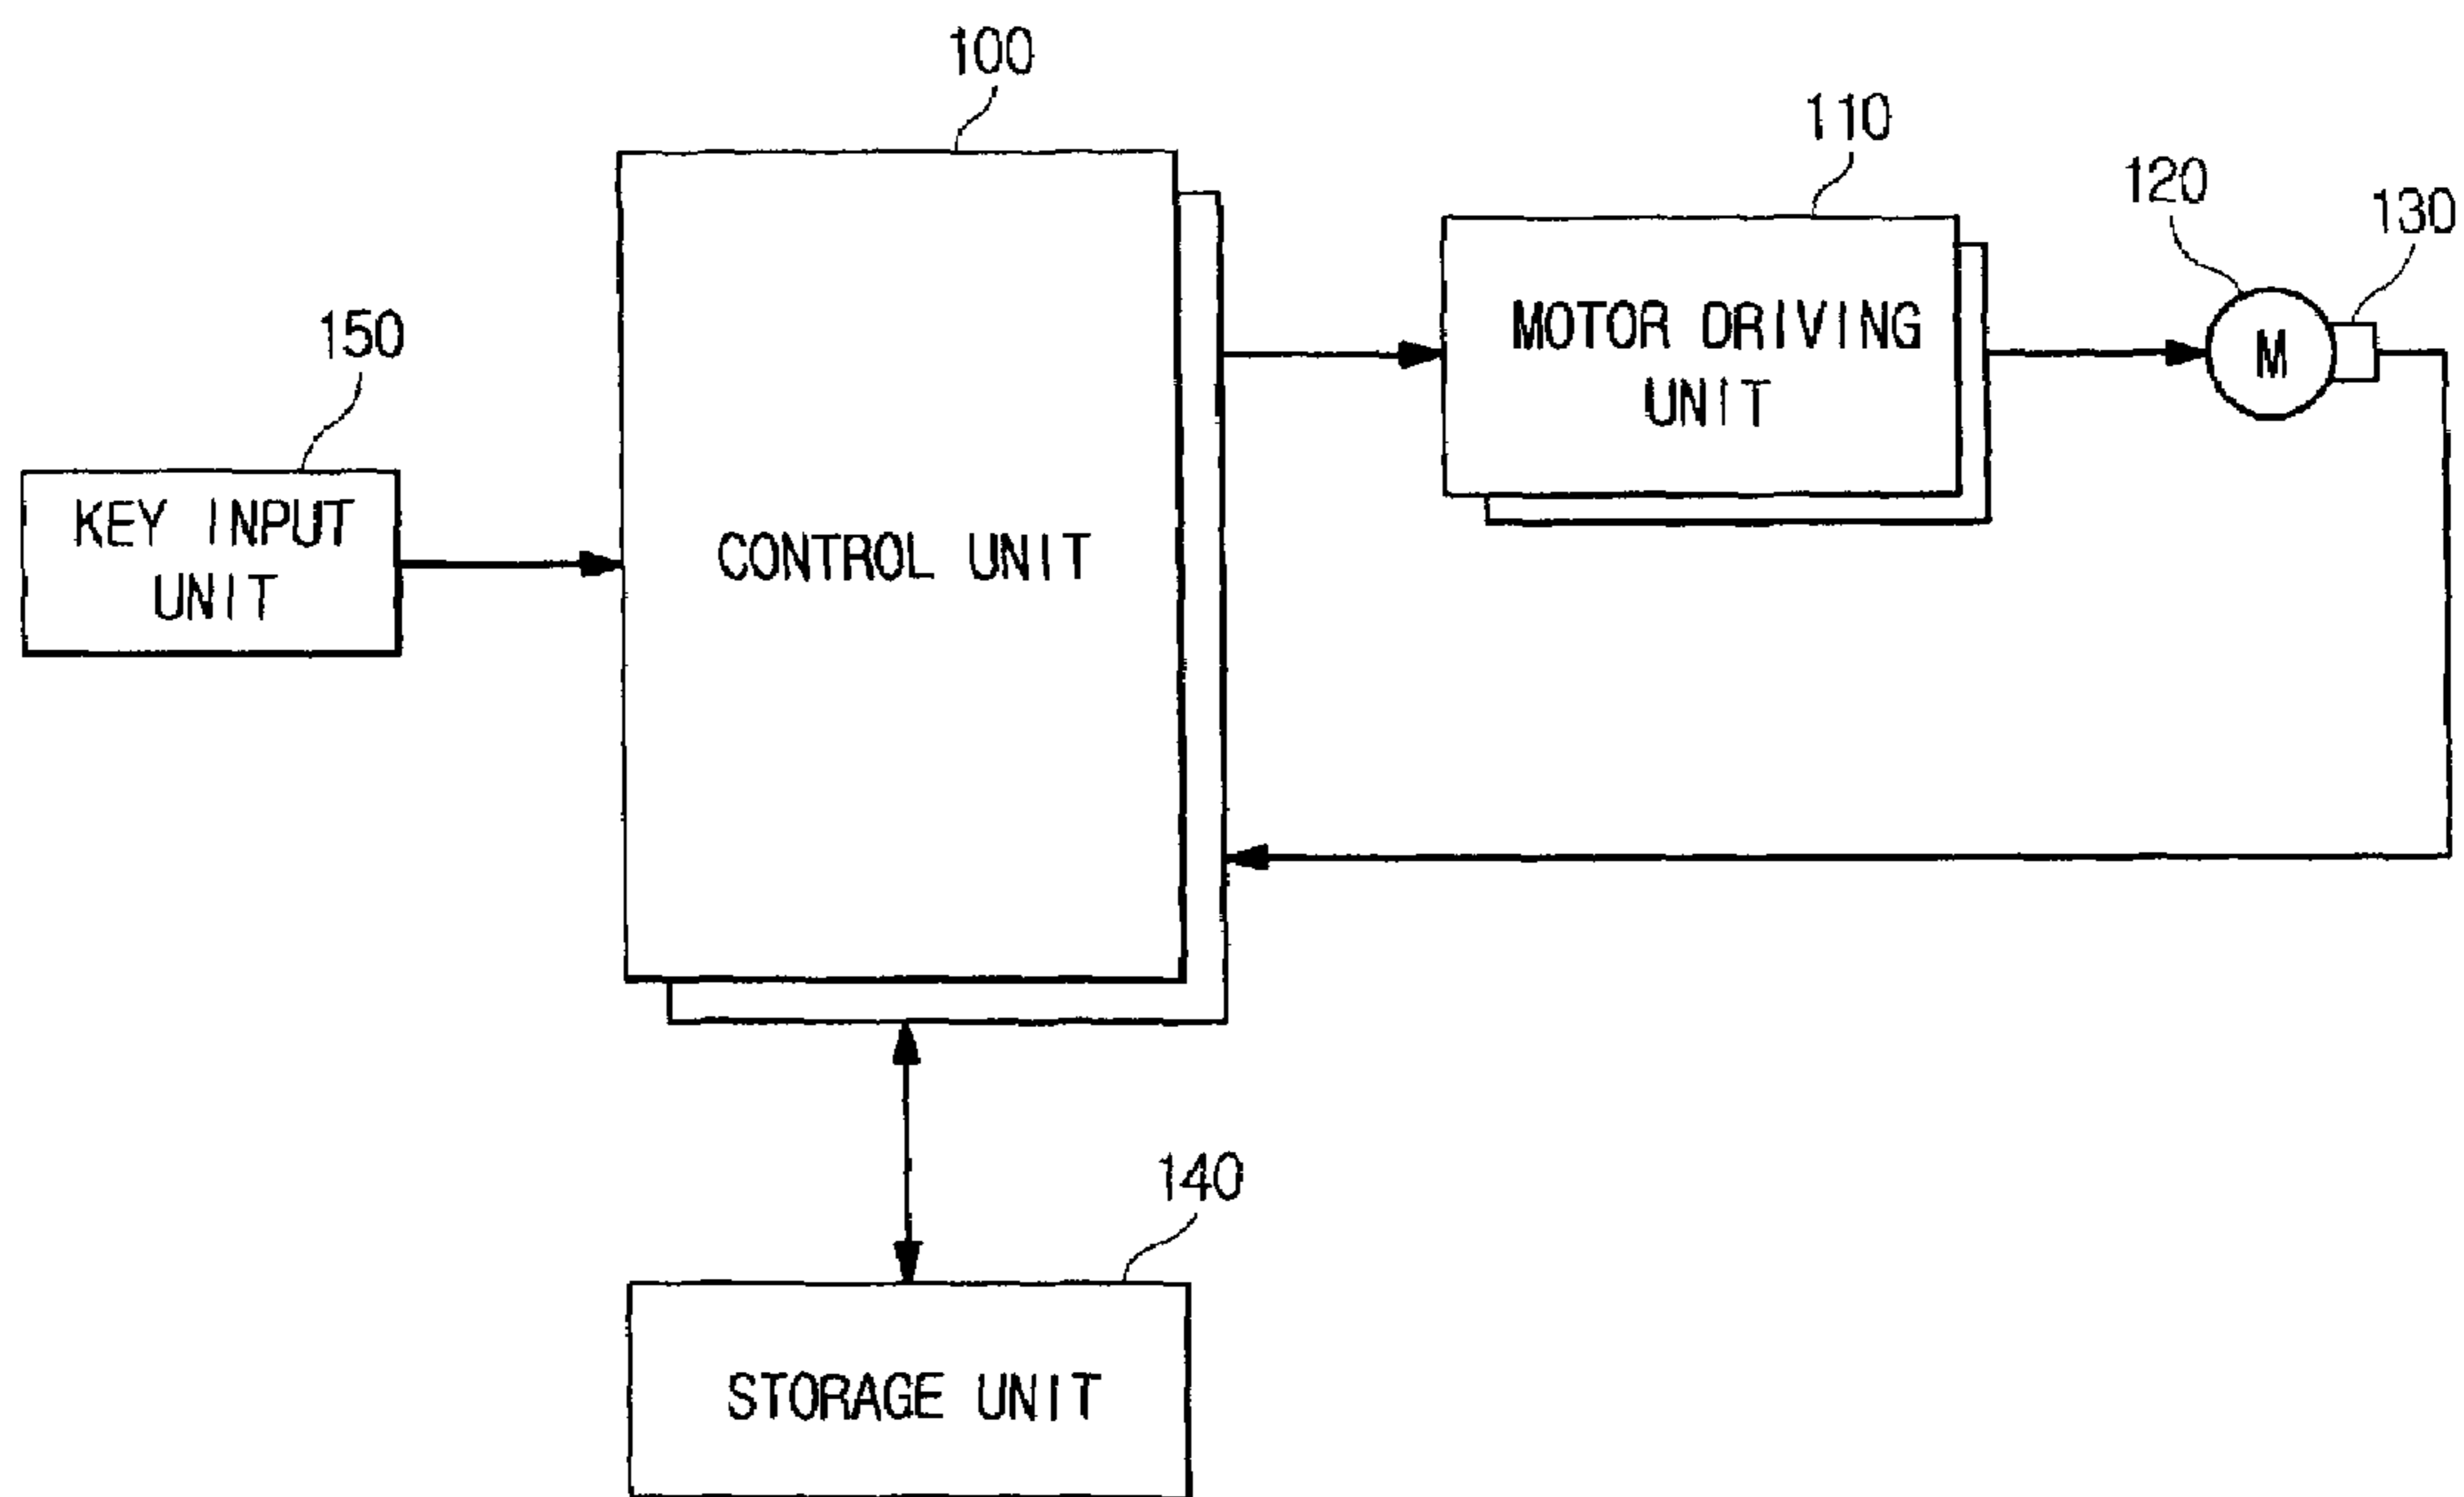 100
110
120
130
150
MOTOR DRIVING
UNIT
M
KEY INPUT
UNIT
CONTROL UNIT
140
STORAGE UNIT